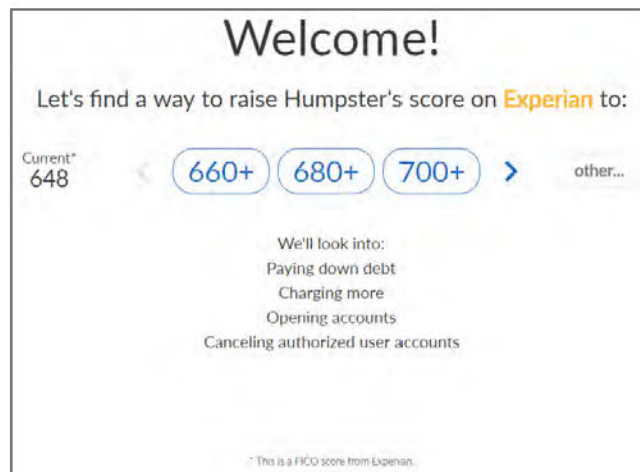 Welcome!
Let's find a way to raise Humpster's score on Experian to:
Current*
648
660+ 680+ 700+ other...
We'll look into:
Paying down debt
Charging more
Opening accounts
Canceling authorized user accounts
* This is a FICO score from Experian.